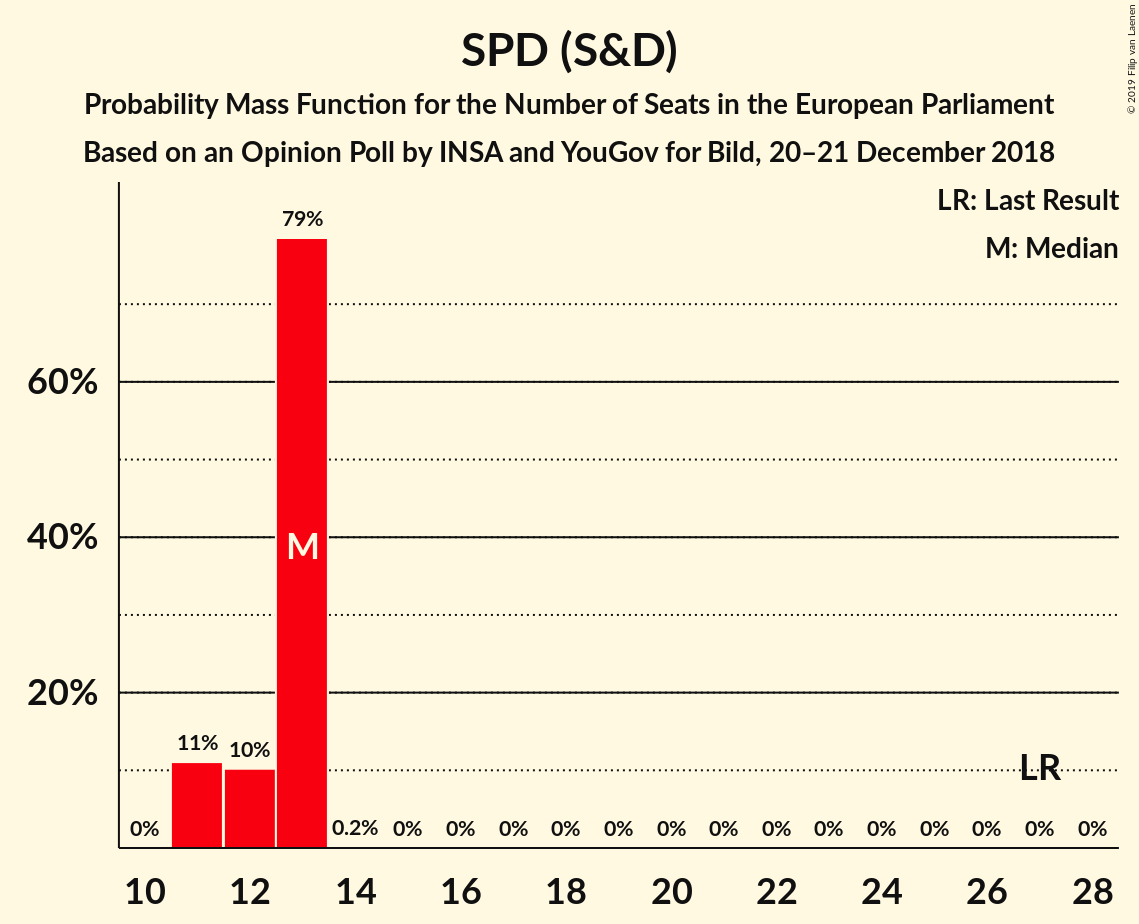 SPD (S&D)
Probability Mass Function for the Number of Seats in the European Parliament
Based on an Opinion Poll by INSA and YouGov for Bild, 20–21 December 2018
© 2019 Filip van Laenen
LR: Last Result
M: Median
79%
60%
40%
M
20%
11%
10%
LR
0%
0.2%
0%
0%
0%
0%
0%
0%
0%
0%
0%
0%
0%
0%
0%
0%
10 12 14 16 18 20 22 24 26 28